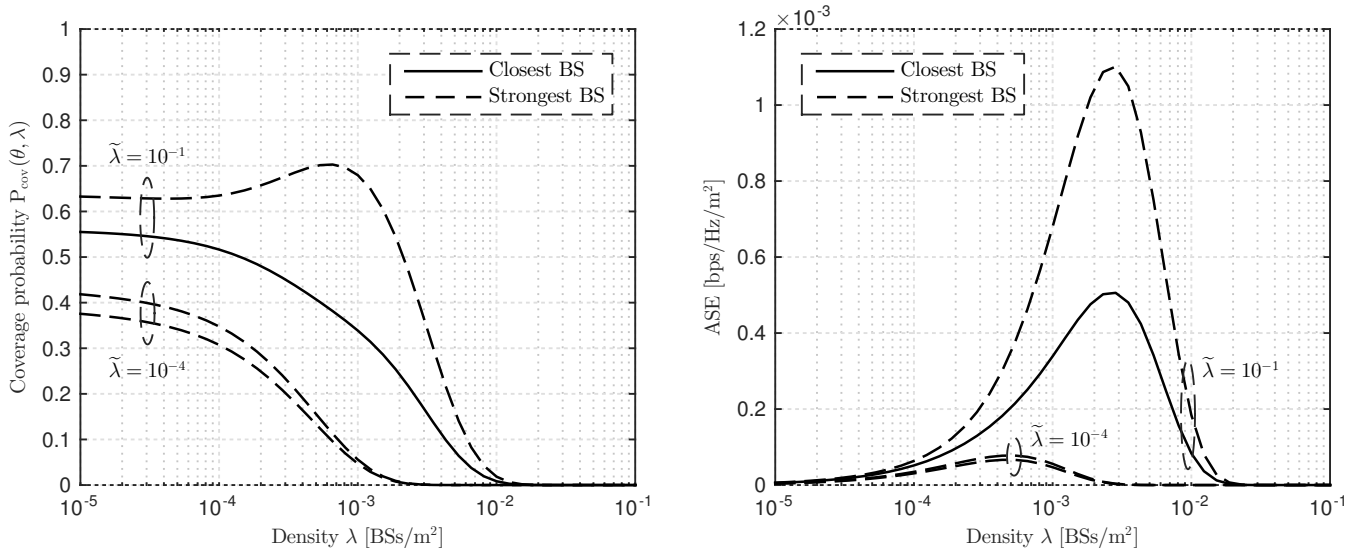 1
0.9
0.8
0.7
0.6
0.5
0.4
0.3
0.2
0.1
0
Coverage probability P_cov(θ, λ)
Closest BS
Strongest BS
λ̃ = 10^-1
λ̃ = 10^-4
10^-5
10^-4
10^-3
10^-2
10^-1
Density λ [BSs/m²]
×10^-3
1.2
1
0.8
0.6
0.4
0.2
0
ASE [bps/Hz/m²]
Closest BS
Strongest BS
λ̃ = 10^-1
λ̃ = 10^-4
10^-5
10^-4
10^-3
10^-2
10^-1
Density λ [BSs/m²]